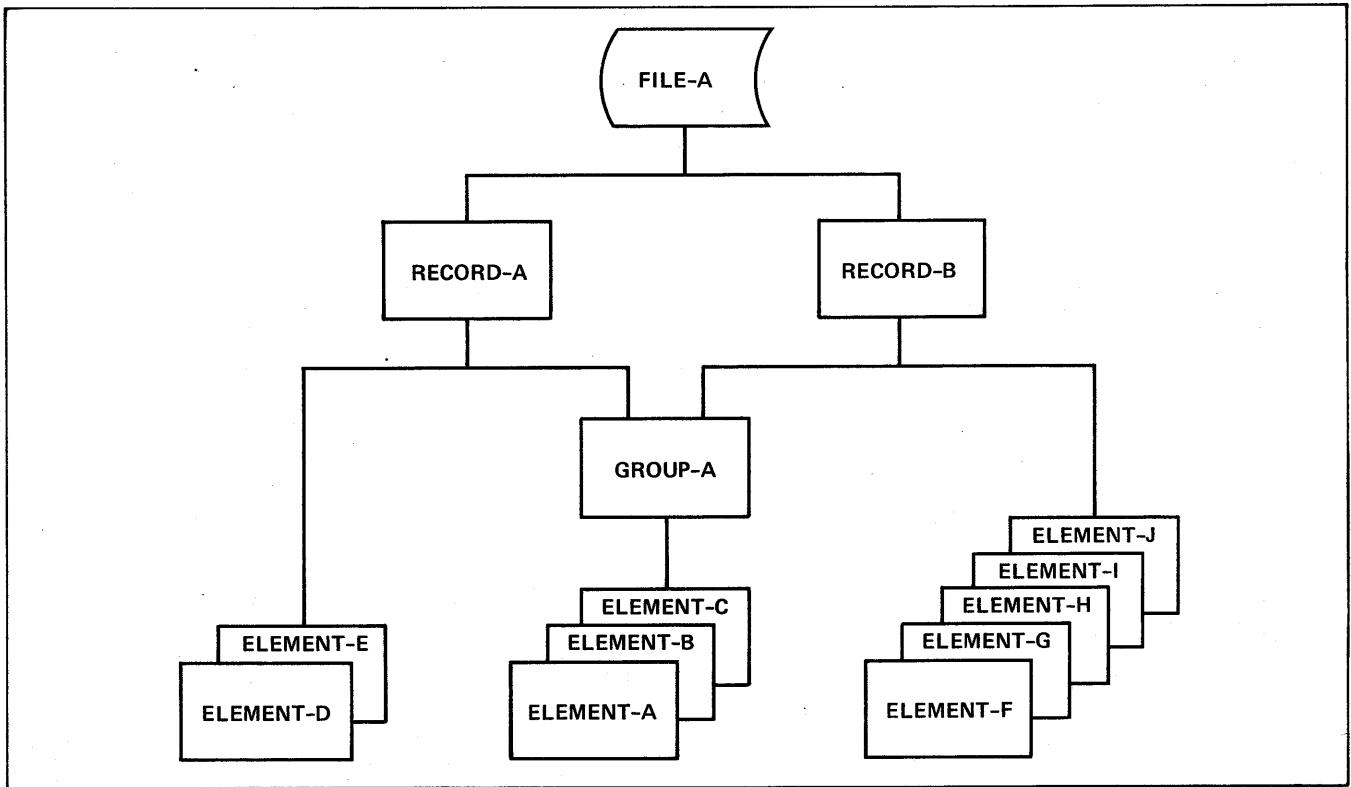 FILE-A
RECORD-A
RECORD-B
GROUP-A
ELEMENT-J
ELEMENT-I
ELEMENT-C
ELEMENT-H
ELEMENT-E
ELEMENT-B
ELEMENT-G
ELEMENT-D
ELEMENT-A
ELEMENT-F